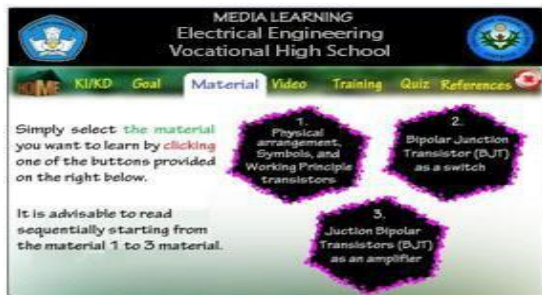 MEDIA LEARNING
Electrical Engineering
Vocational High School
HOME KI/KD Goal Material Video Training Quiz References
Simply select the material
you want to learn by clicking
one of the buttons provided
on the right below.
It is advisable to read
sequentially starting from
the material 1 to 3 material.
1.
Physical
arrangement,
Symbols, and
Working Principle
transistors
2.
Bipolar Junction
Transistor (BJT)
as a switch
3.
Juction Bipolar
Transistors (BJT)
as an amplifier